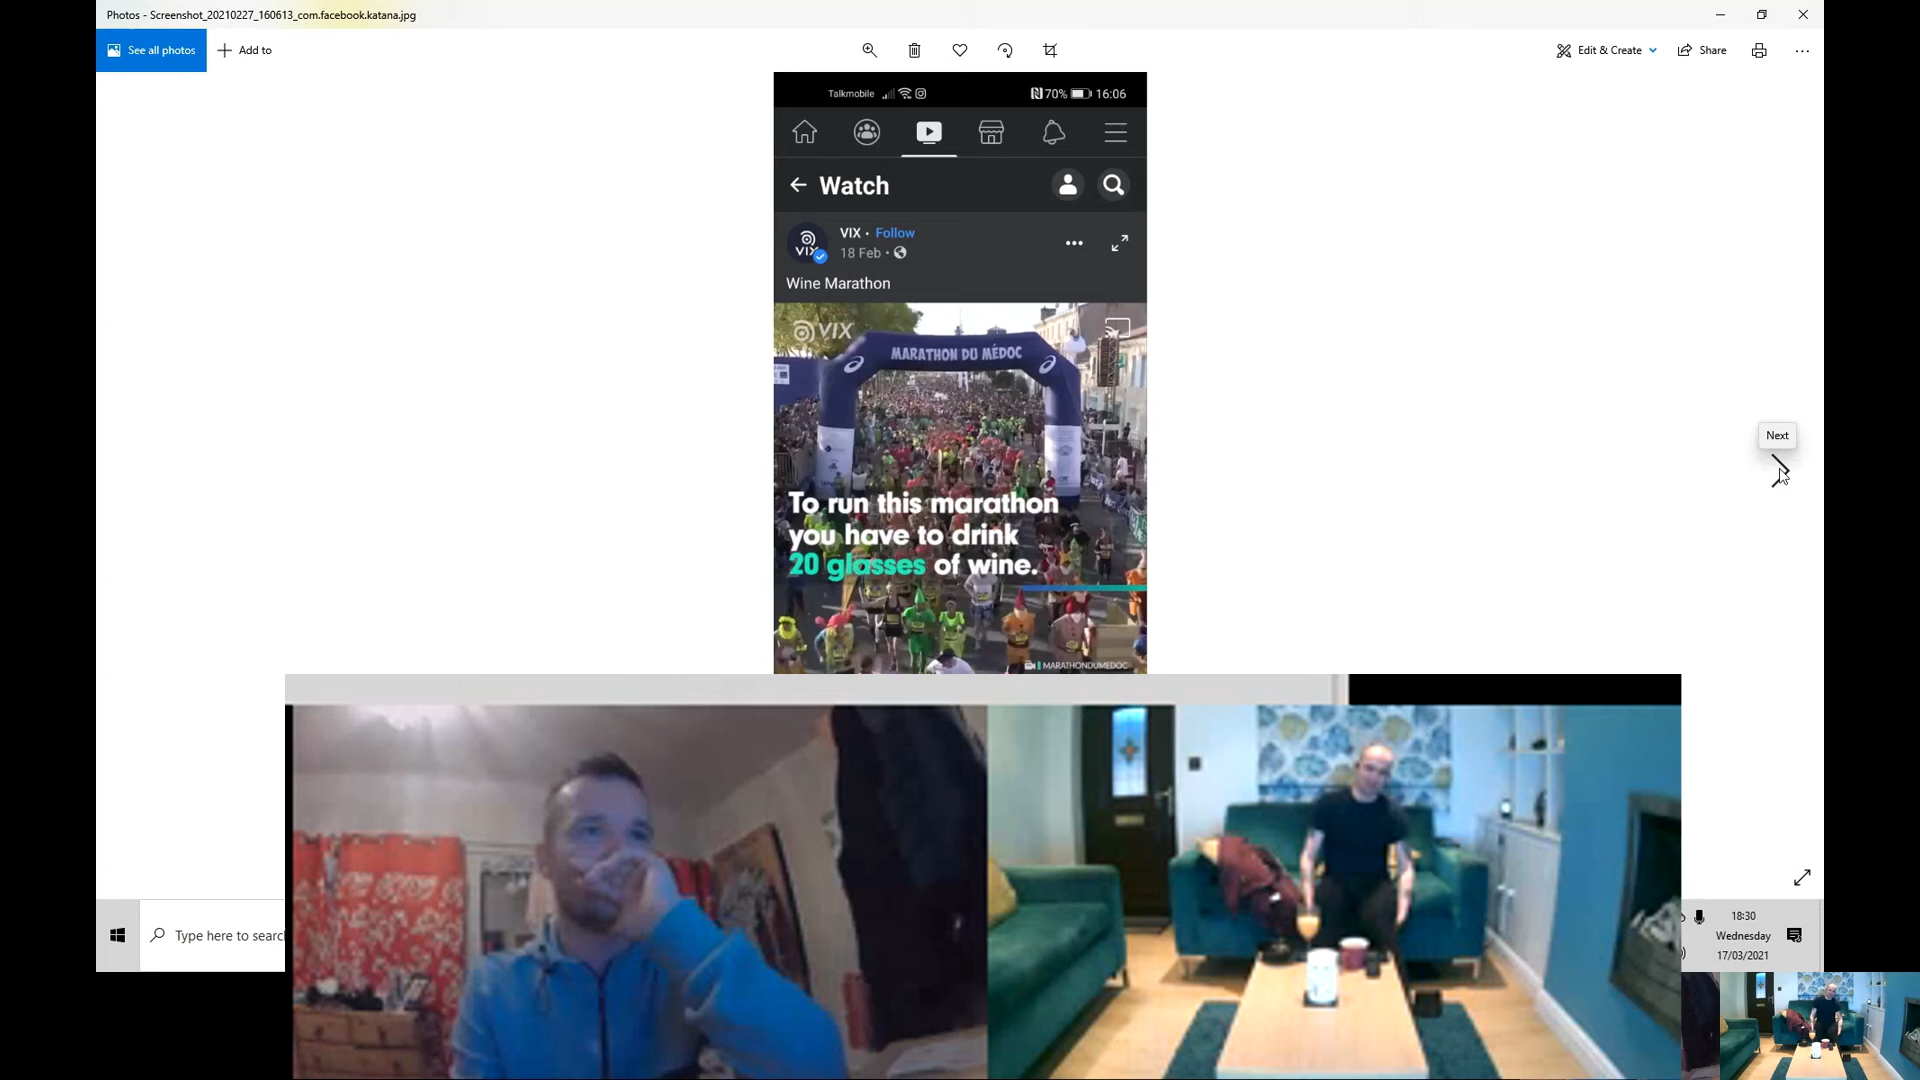 Photos - Screenshot_20210227_160613_com.facebook.katana.jpg
See all photos
Add to
Edit & Create
Share
Talkmobile
70%
16:06
Watch
VIX • Follow
18 Feb •
Wine Marathon
VIX
MARATHON DU MÉDOC
To run this marathon
you have to drink
20 glasses of wine.
MARATHONDUMEDOC
Next
Type here to search
18:30
Wednesday
17/03/2021